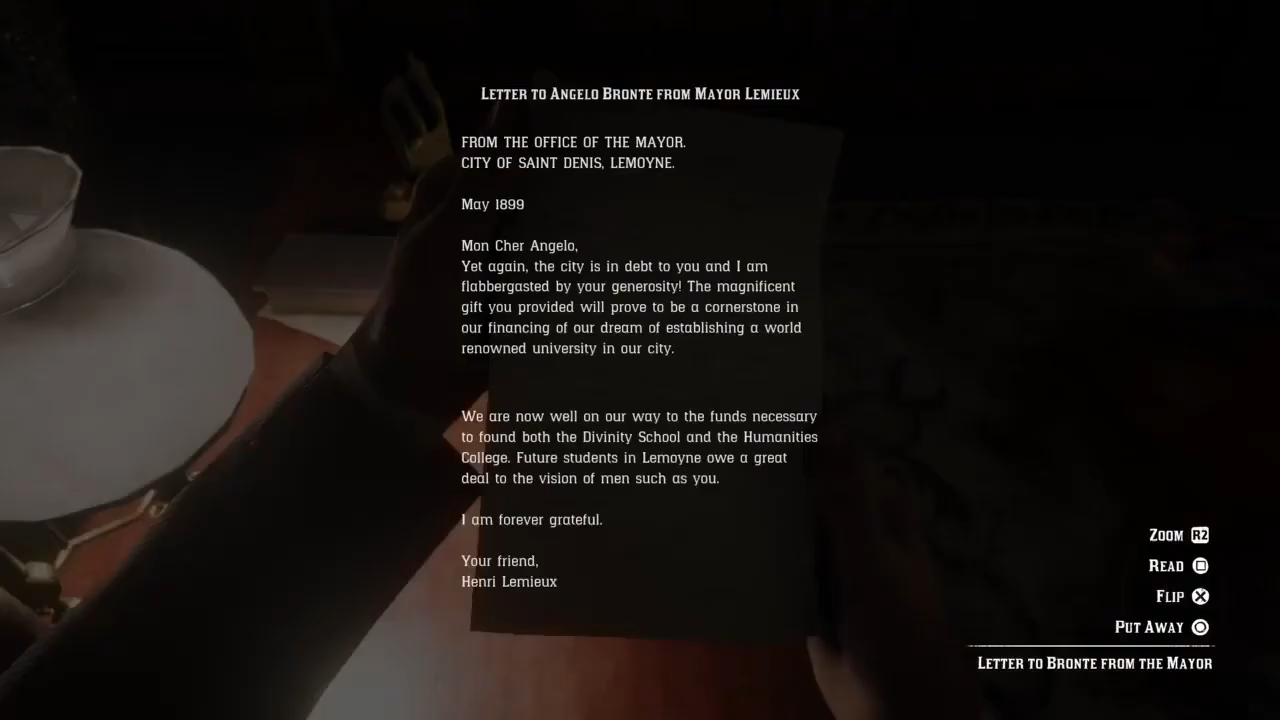 Letter to Angelo Bronte from Mayor Lemieux
FROM THE OFFICE OF THE MAYOR.
CITY OF SAINT DENIS, LEMOYNE.
May 1899
Mon Cher Angelo,
Yet again, the city is in debt to you and I am
flabbergasted by your generosity! The magnificent
gift you provided will prove to be a cornerstone in
our financing of our dream of establishing a world
renowned university in our city.
We are now well on our way to the funds necessary
to found both the Divinity School and the Humanities
College. Future students in Lemoyne owe a great
deal to the vision of men such as you.
I am forever grateful.
Your friend,
Henri Lemieux
Zoom R2
Read
Flip
Put Away
Letter to Bronte from the Mayor